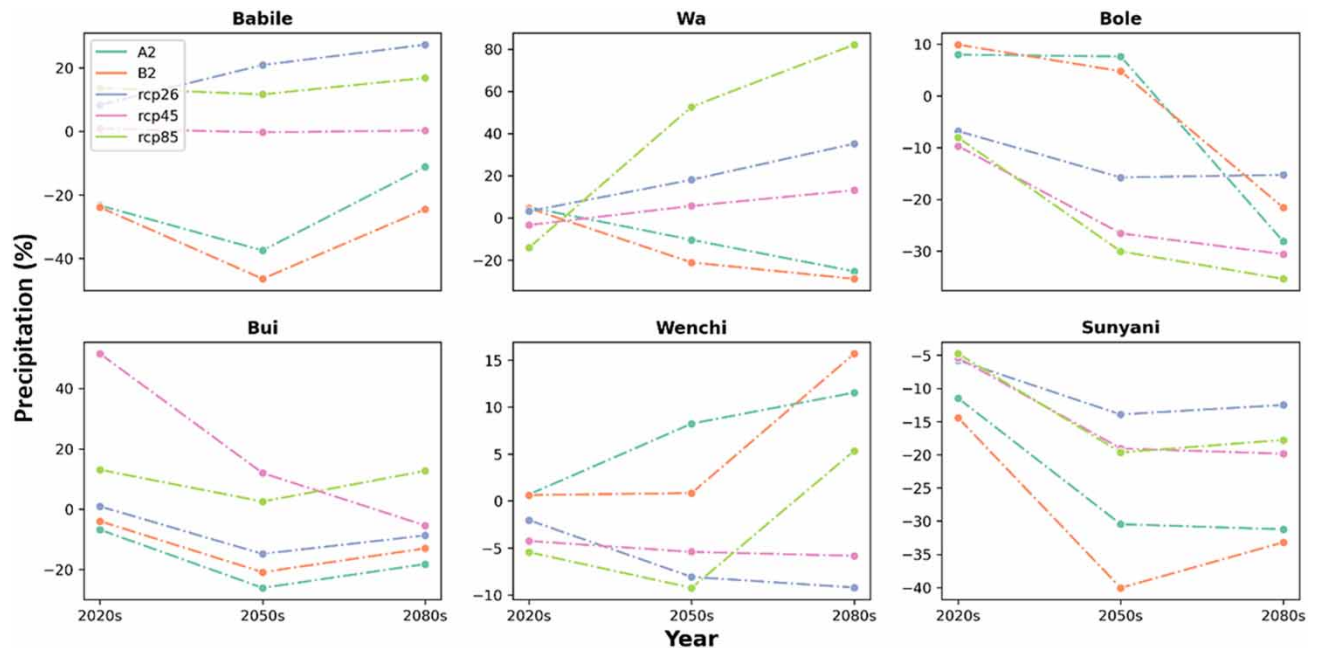 Babile
Wa
Bole
A2
B2
rcp26
rcp45
rcp85
20
0
−20
−40
80
60
40
20
0
−20
10
0
−10
−20
−30
Precipitation (%)
Bui
Wenchi
Sunyani
40
20
0
−20
15
10
5
0
−5
−10
−5
−10
−15
−20
−25
−30
−35
−40
2020s 2050s 2080s
2020s 2050s 2080s
2020s 2050s 2080s
Year